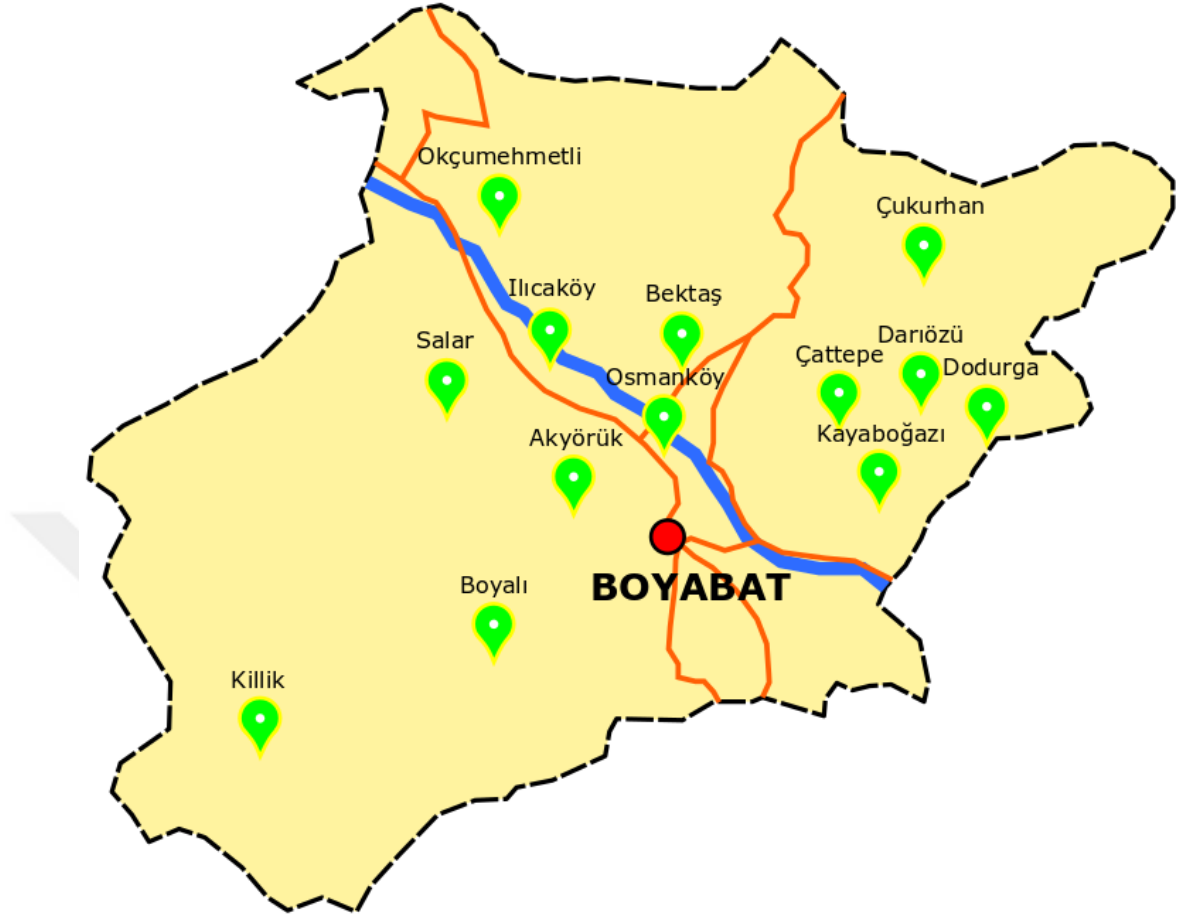 Okçumehmetli
Çukurhan
Ilıcaköy
Bektaş
Salar
Darıözü
Çattepe
Dodurga
Osmanköy
Akyörük
Kayaboğazı
BOYABAT
Boyalı
Killik